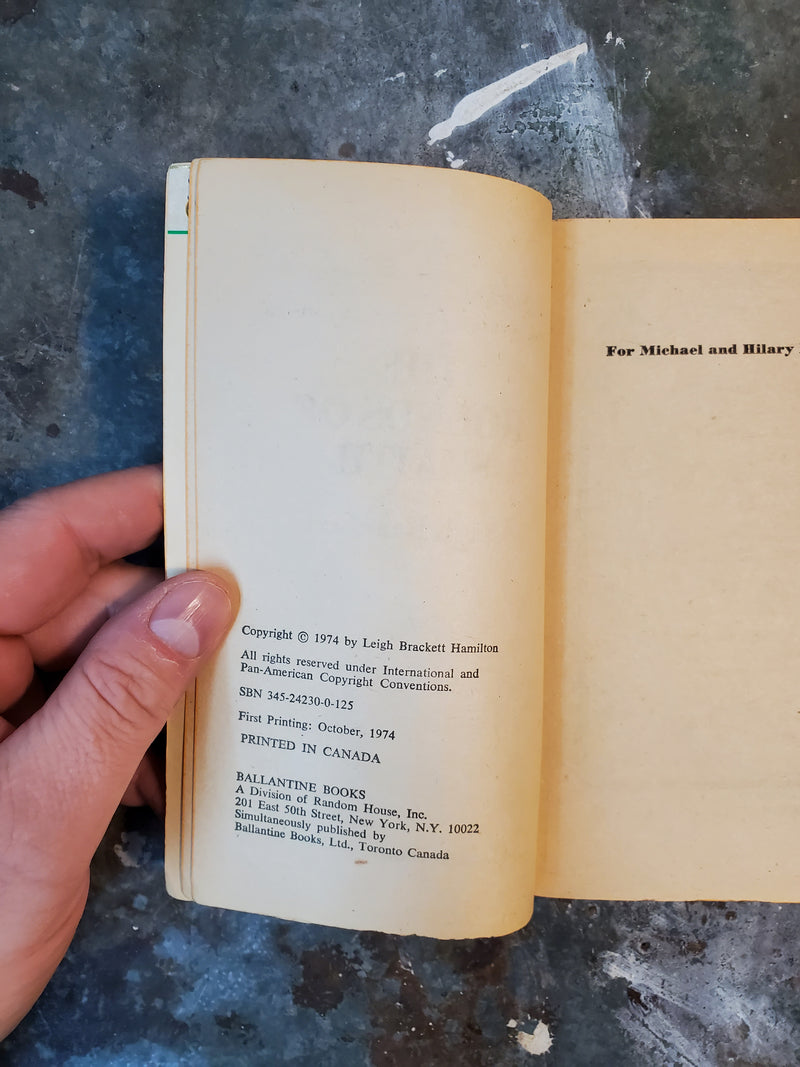 Copyright © 1974 by Leigh Brackett Hamilton
All rights reserved under International and
Pan-American Copyright Conventions.
SBN 345-24230-0-125
First Printing: October, 1974
PRINTED IN CANADA
BALLANTINE BOOKS
A Division of Random House, Inc.
201 East 50th Street, New York, N.Y. 10022
Simultaneously published by
Ballantine Books, Ltd., Toronto Canada
For Michael and Hilary